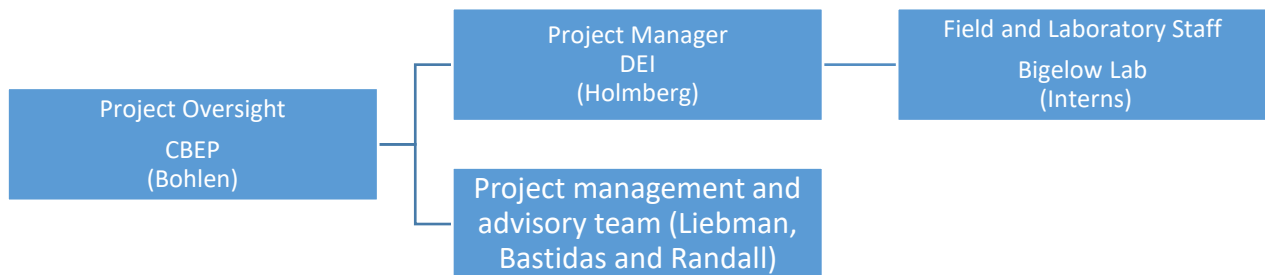 Project Oversight
CBEP
(Bohlen)
Project Manager
DEI
(Holmberg)
Field and Laboratory Staff
Bigelow Lab
(Interns)
Project management and
advisory team (Liebman,
Bastidas and Randall)